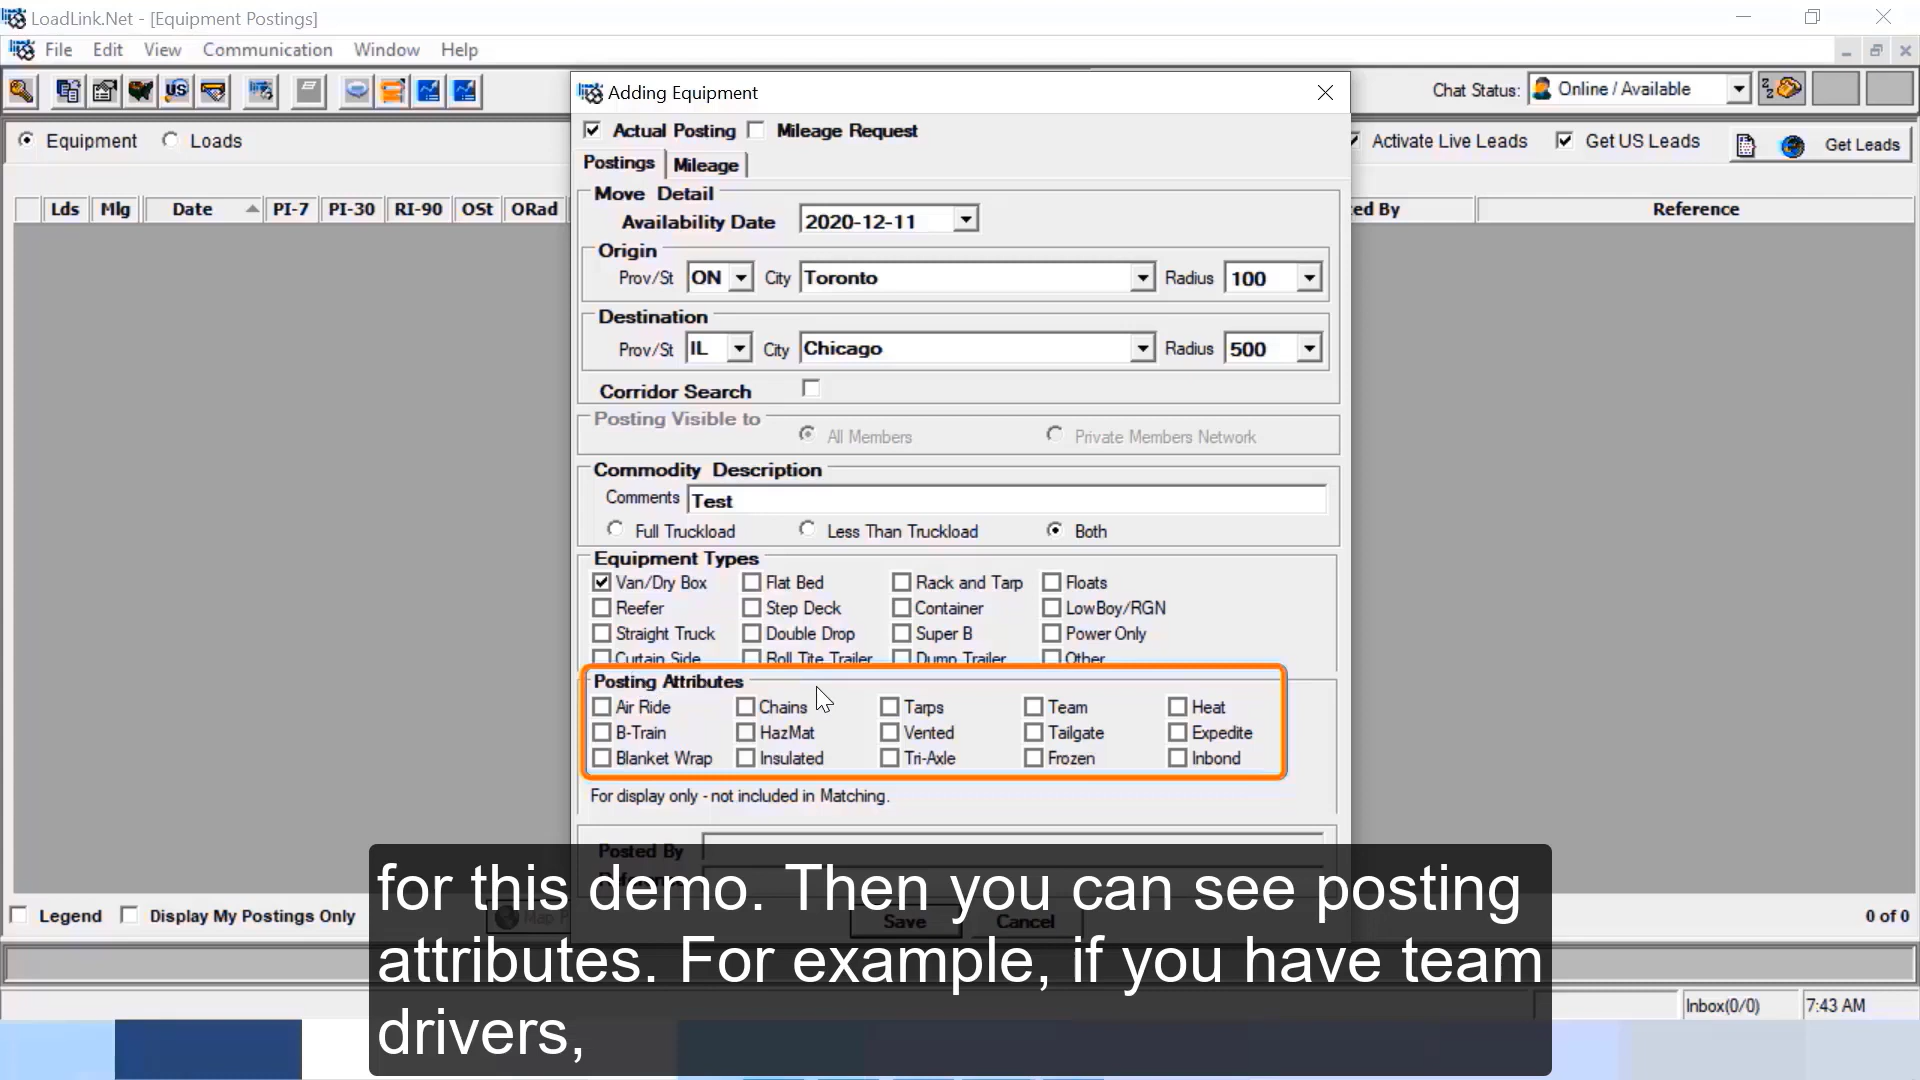 LoadLink.Net - [Equipment Postings]
File Edit View Communication Window Help
Chat Status: Online / Available
Equipment Loads
Activate Live Leads Get US Leads Get Leads
Lds Mlg Date PI-7 PI-30 RI-90 OSt ORad
ed By Reference
Adding Equipment
Actual Posting Mileage Request
Postings Mileage
Move Detail
Availability Date 2020-12-11
Origin
Prov/St ON City Toronto Radius 100
Destination
Prov/St IL City Chicago Radius 500
Corridor Search
Posting Visible to
All Members Private Members Network
Commodity Description
Comments Test
Full Truckload Less Than Truckload Both
Equipment Types
Van/Dry Box Flat Bed Rack and Tarp Floats
Reefer Step Deck Container LowBoy/RGN
Straight Truck Double Drop Super B Power Only
Curtain Side Roll Tite Trailer Dump Trailer Other
Posting Attributes
Air Ride Chains Tarps Team Heat
B-Train HazMat Vented Tailgate Expedite
Blanket Wrap Insulated Tri-Axle Frozen Inbond
For display only - not included in Matching.
Posted By
Save Cancel
Legend Display My Postings Only
0 of 0
for this demo. Then you can see posting
attributes. For example, if you have team
drivers,
Inbox(0/0) 7:43 AM